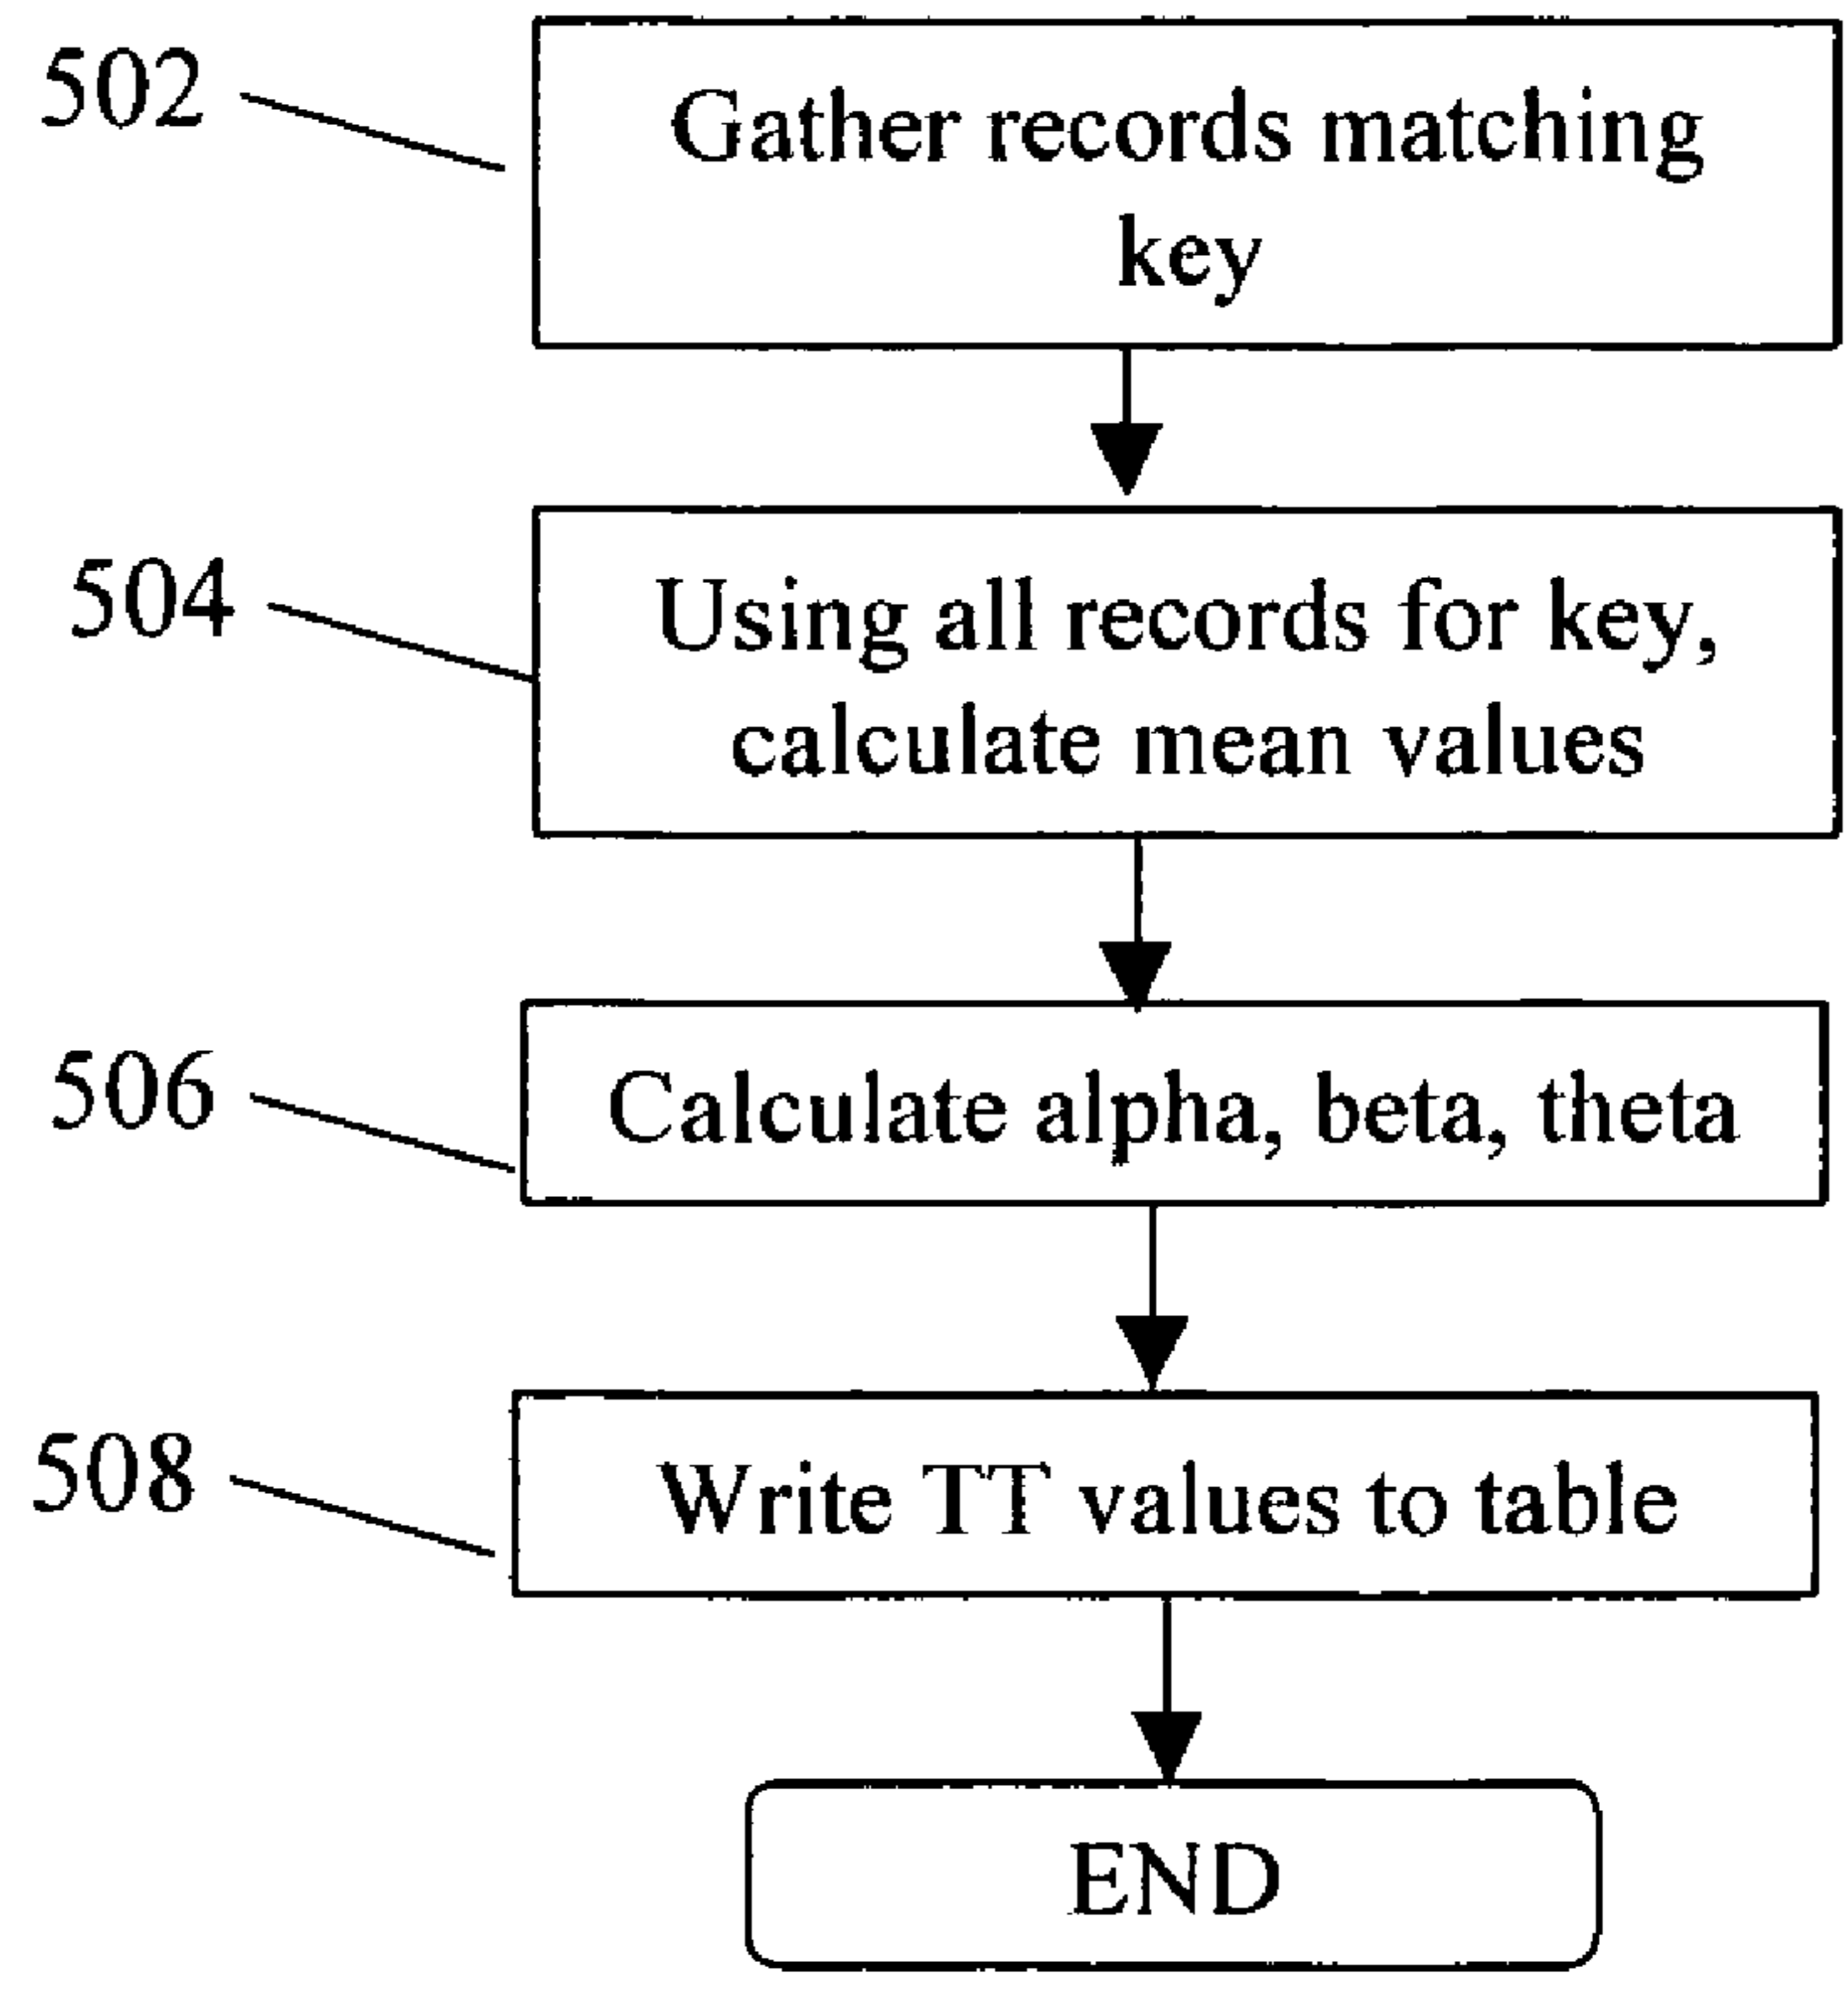 502
Gather records matching
key
504
Using all records for key,
calculate mean values
506
Calculate alpha, beta, theta
508
Write TT values to table
END